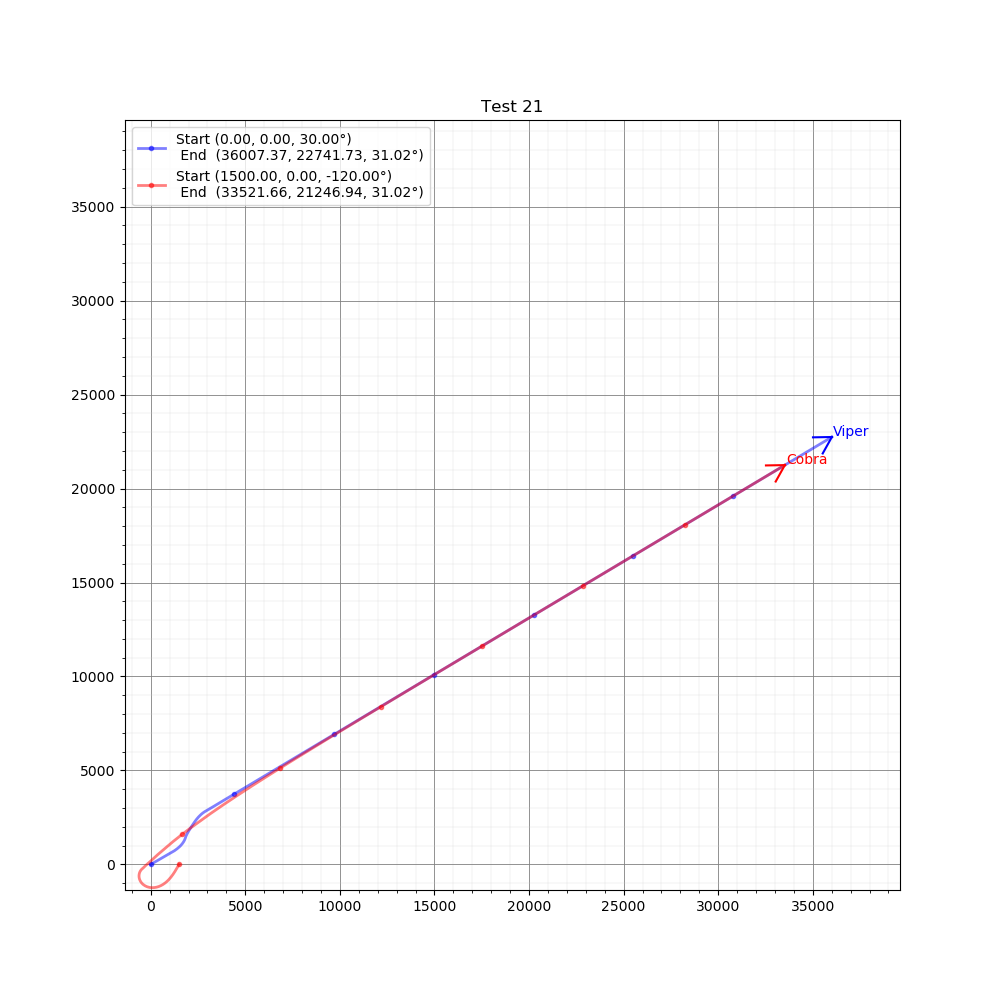 Test 21
Start (0.00, 0.00, 30.00°)
End  (36007.37, 22741.73, 31.02°)
Start (1500.00, 0.00, -120.00°)
End  (33521.66, 21246.94, 31.02°)
35000
30000
25000
Viper
Cobra
20000
15000
10000
5000
0
0 5000 10000 15000 20000 25000 30000 35000